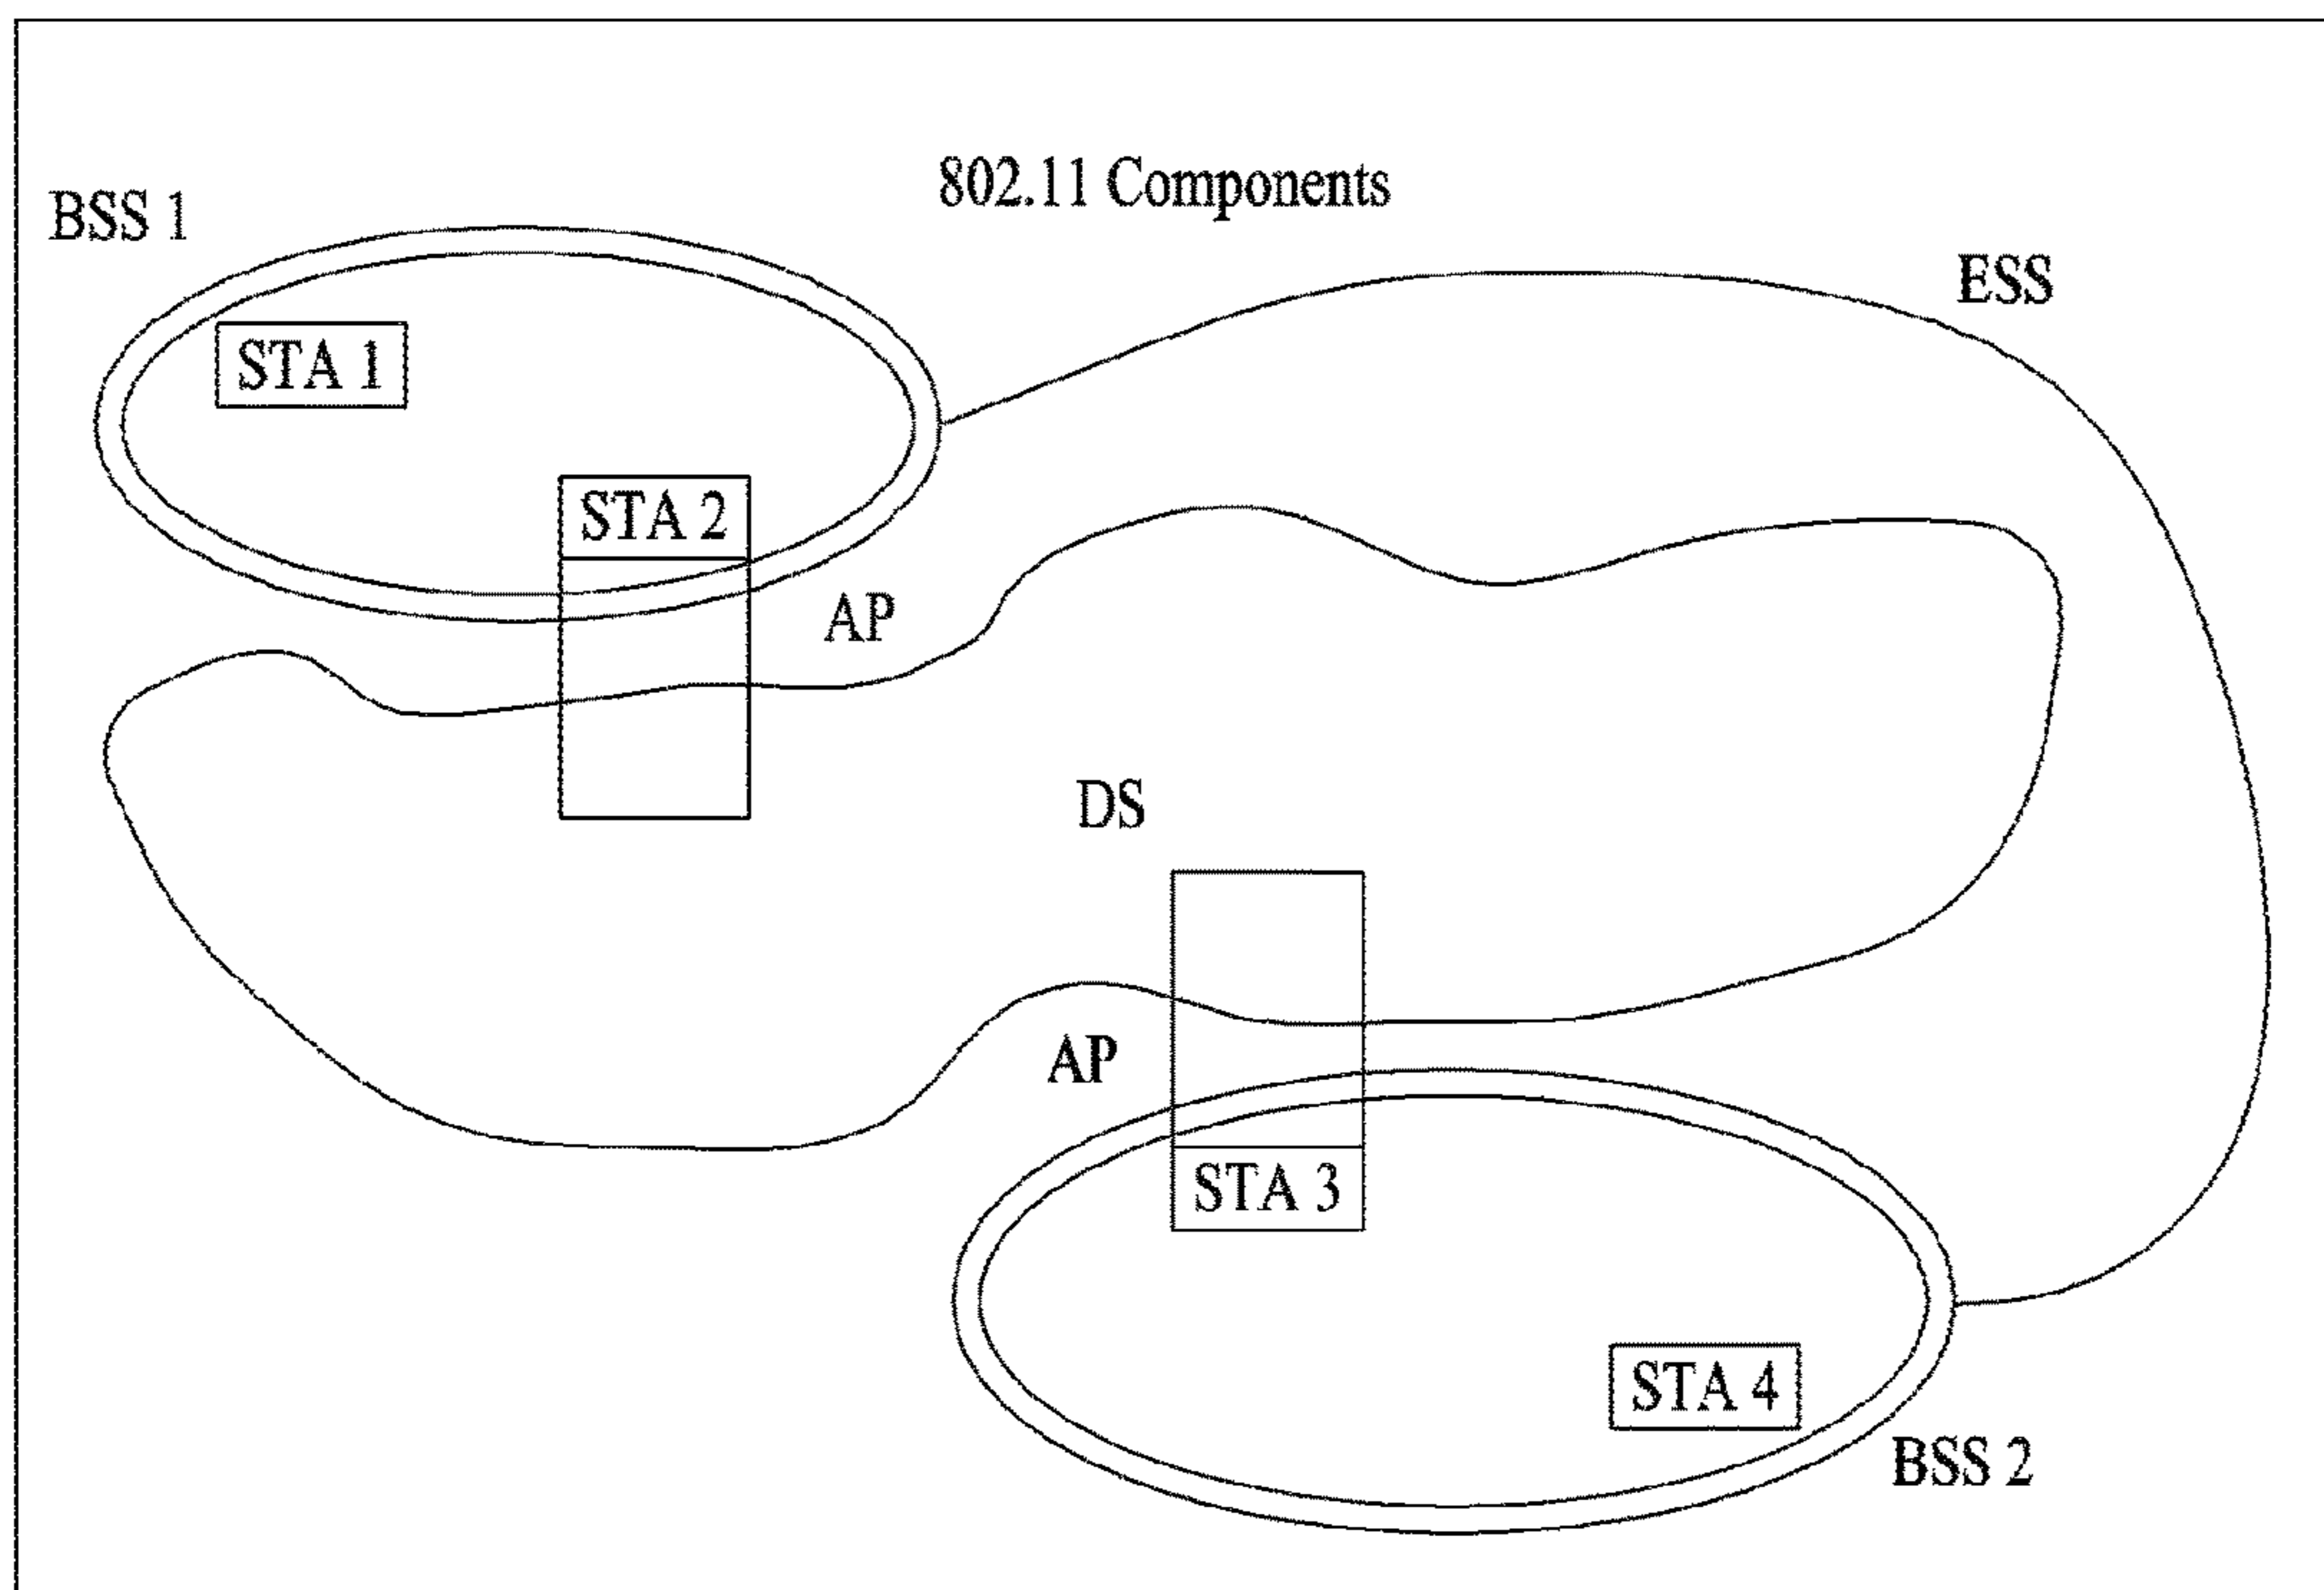 802.11 Components
BSS 1
ESS
STA 1
STA 2
AP
DS
AP
STA 3
STA 4
BSS 2